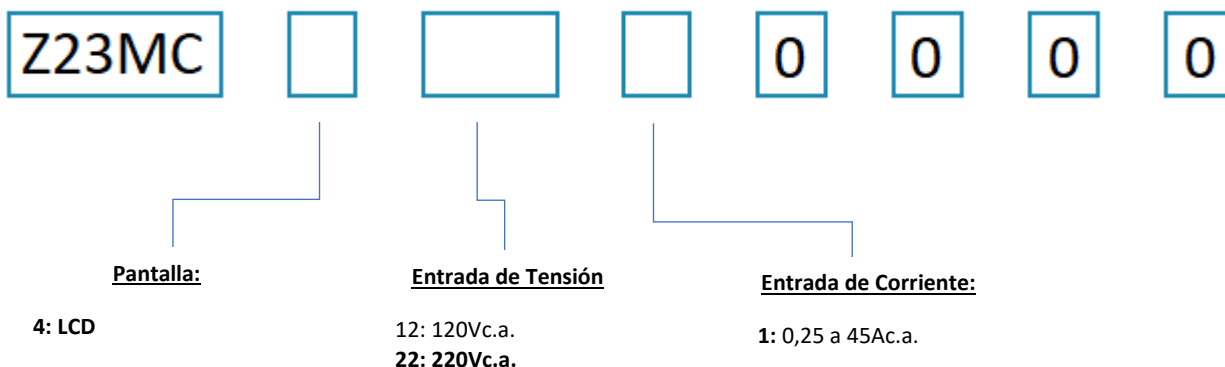 Z23MC 0 0 0 0
Pantalla: Entrada de Tensión Entrada de Corriente:
4: LCD 12: 120Vc.a. 1: 0,25 a 45Ac.a.
22: 220Vc.a.